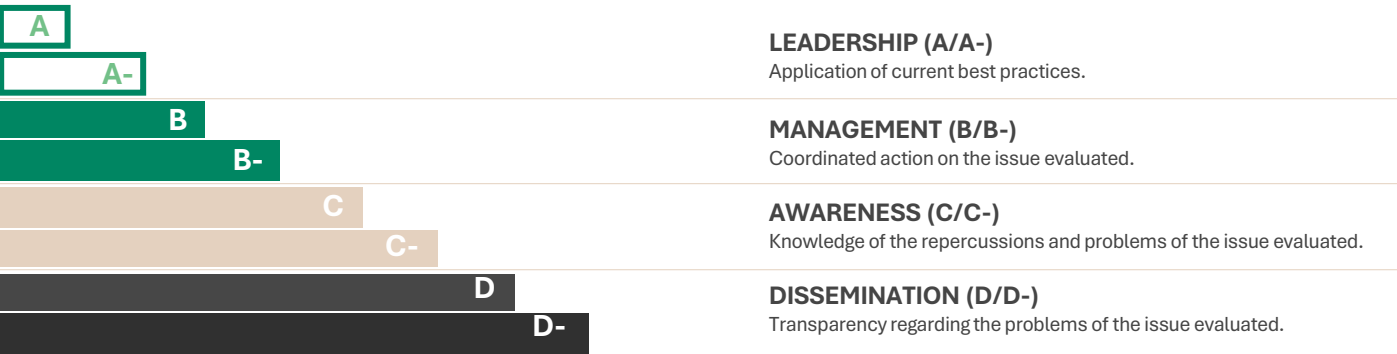 A
A-
LEADERSHIP (A/A-)
Application of current best practices.
B
B-
MANAGEMENT (B/B-)
Coordinated action on the issue evaluated.
C
C-
AWARENESS (C/C-)
Knowledge of the repercussions and problems of the issue evaluated.
D
D-
DISSEMINATION (D/D-)
Transparency regarding the problems of the issue evaluated.